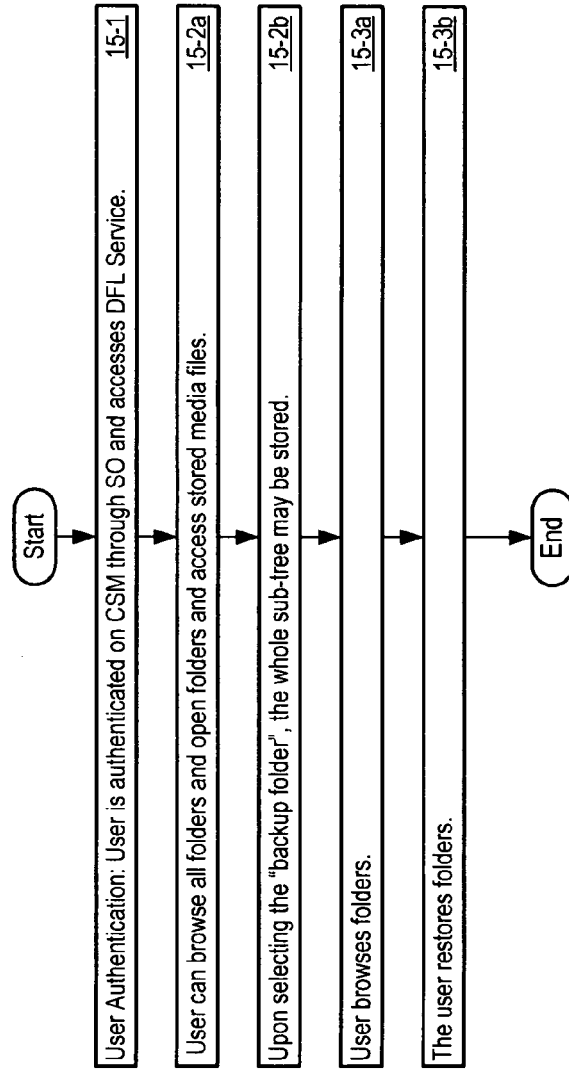 Start
User Authentication: User is authenticated on CSM through SO and accesses DFL Service. 15-1
User can browse all folders and open folders and access stored media files. 15-2a
Upon selecting the "backup folder", the whole sub-tree may be stored. 15-2b
User browses folders. 15-3a
The user restores folders. 15-3b
End